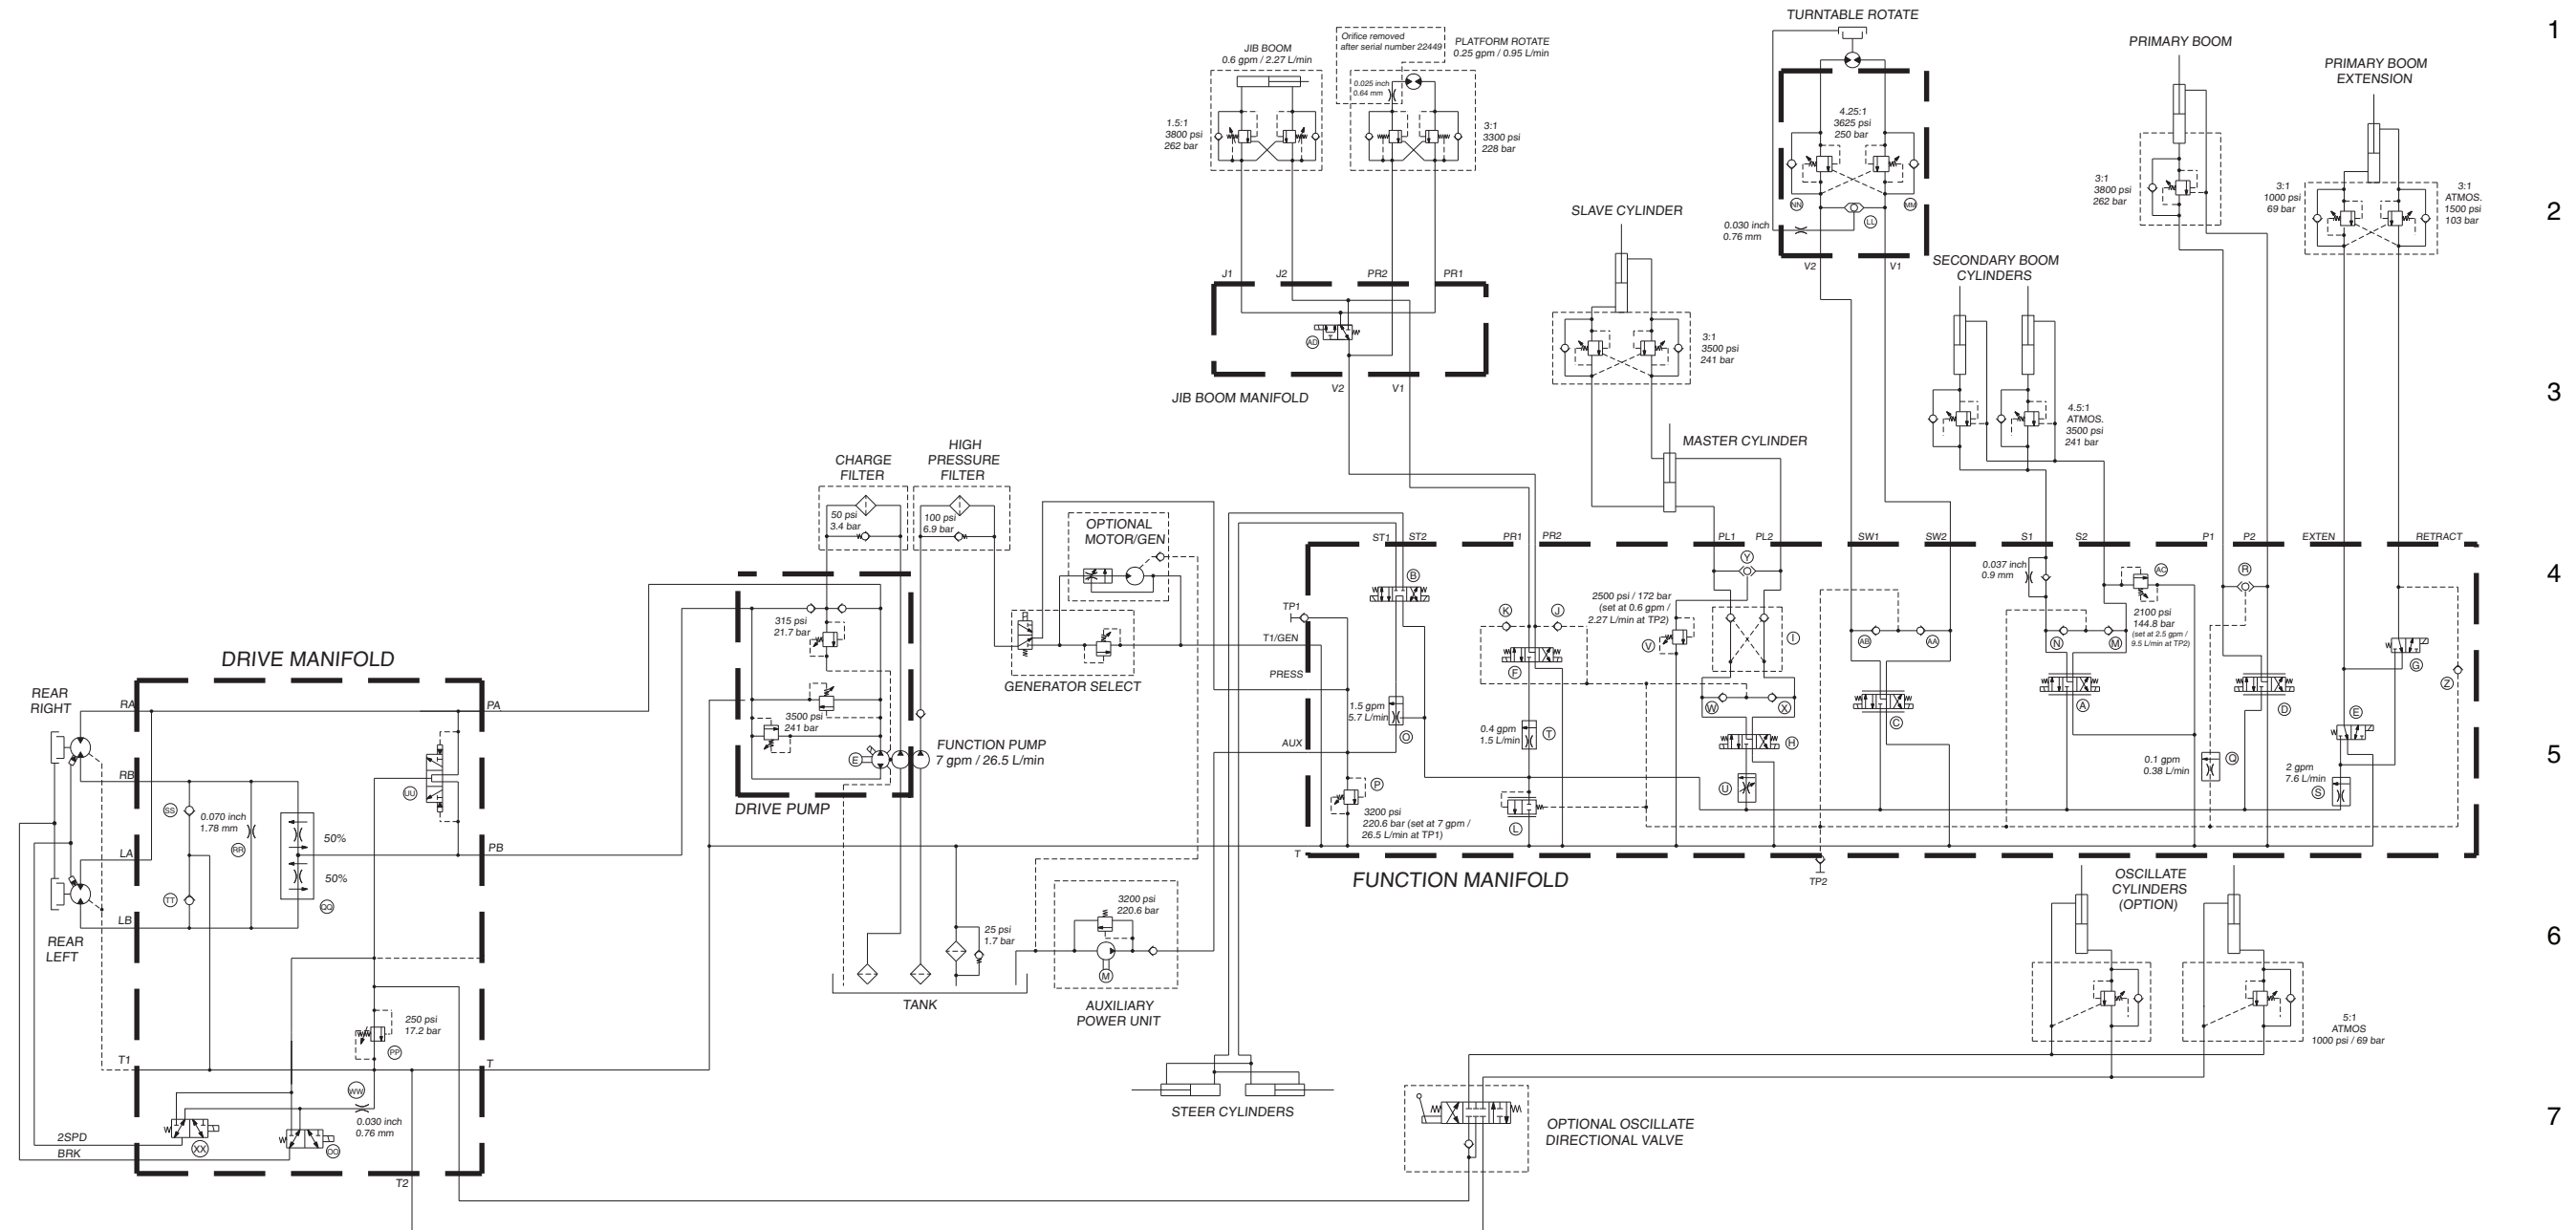 TURNTABLE ROTATE
1
JIB BOOM
0.6 gpm / 2.27 L/min
Orifice removed
after serial number 22449
PLATFORM ROTATE
0.25 gpm / 0.95 L/min
PRIMARY BOOM
PRIMARY BOOM
EXTENSION
0.025 inch
0.64 mm
1.5:1
3800 psi
262 bar
3:1
3300 psi
228 bar
4.25:1
3625 psi
250 bar
3:1
3800 psi
262 bar
3:1
1000 psi
69 bar
3:1
ATMOS.
1500 psi
103 bar
NN
MM
LL
2
SLAVE CYLINDER
0.030 inch
0.76 mm
V2
V1
SECONDARY BOOM
CYLINDERS
J1
J2
PR2
PR1
AD
3:1
3500 psi
241 bar
V2
V1
JIB BOOM MANIFOLD
3
4.5:1
ATMOS.
3500 psi
241 bar
MASTER CYLINDER
CHARGE
FILTER
HIGH
PRESSURE
FILTER
50 psi
3.4 bar
100 psi
6.9 bar
OPTIONAL
MOTOR/GEN
ST1
ST2
PR1
PR2
PL1
PL2
SW1
SW2
S1
S2
P1
P2
EXTEN
RETRACT
Y
0.037 inch
0.9 mm
AC
R
4
B
TP1
K
J
2500 psi / 172 bar
(set at 0.6 gpm /
2.27 L/min at TP2)
2100 psi
144.8 bar
(set at 2.5 gpm /
9.5 L/min at TP2)
315 psi
21.7 bar
T1/GEN
V
I
AB
AA
N
M
G
Z
DRIVE MANIFOLD
GENERATOR SELECT
PRESS
F
REAR
RIGHT
RA
PA
3500 psi
241 bar
1.5 gpm
5.7 L/min
O
W
X
C
A
D
E
E
FUNCTION PUMP
7 gpm / 26.5 L/min
AUX
0.4 gpm
1.5 L/min
T
H
5
RB
UU
DRIVE PUMP
P
U
0.1 gpm
0.38 L/min
Q
2 gpm
7.6 L/min
S
SS
0.070 inch
1.78 mm
RR
50%
3200 psi
220.6 bar (set at 7 gpm /
26.5 L/min at TP1)
L
LA
PB
T
50%
FUNCTION MANIFOLD
TP2
OSCILLATE
CYLINDERS
(OPTION)
TT
QQ
LB
REAR
LEFT
3200 psi
220.6 bar
25 psi
1.7 bar
M
6
TANK
AUXILIARY
POWER UNIT
250 psi
17.2 bar
PP
5:1
ATMOS
1000 psi / 69 bar
T1
T
WW
0.030 inch
0.76 mm
STEER CYLINDERS
OPTIONAL OSCILLATE
DIRECTIONAL VALVE
7
2SPD
BRK
XX
OO
T2